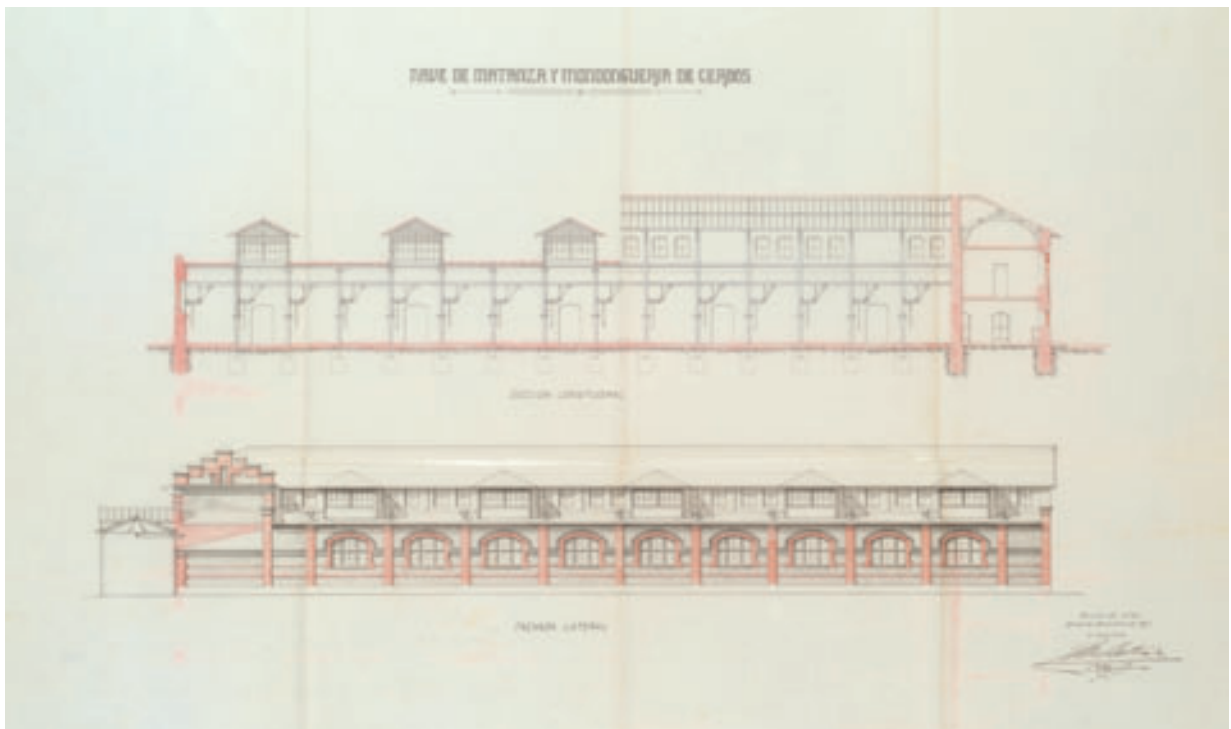 NAVE DE MATANZA Y MONDONGUERIA DE CERDOS
SECCION LONGITUDINAL
FACHADA LATERAL